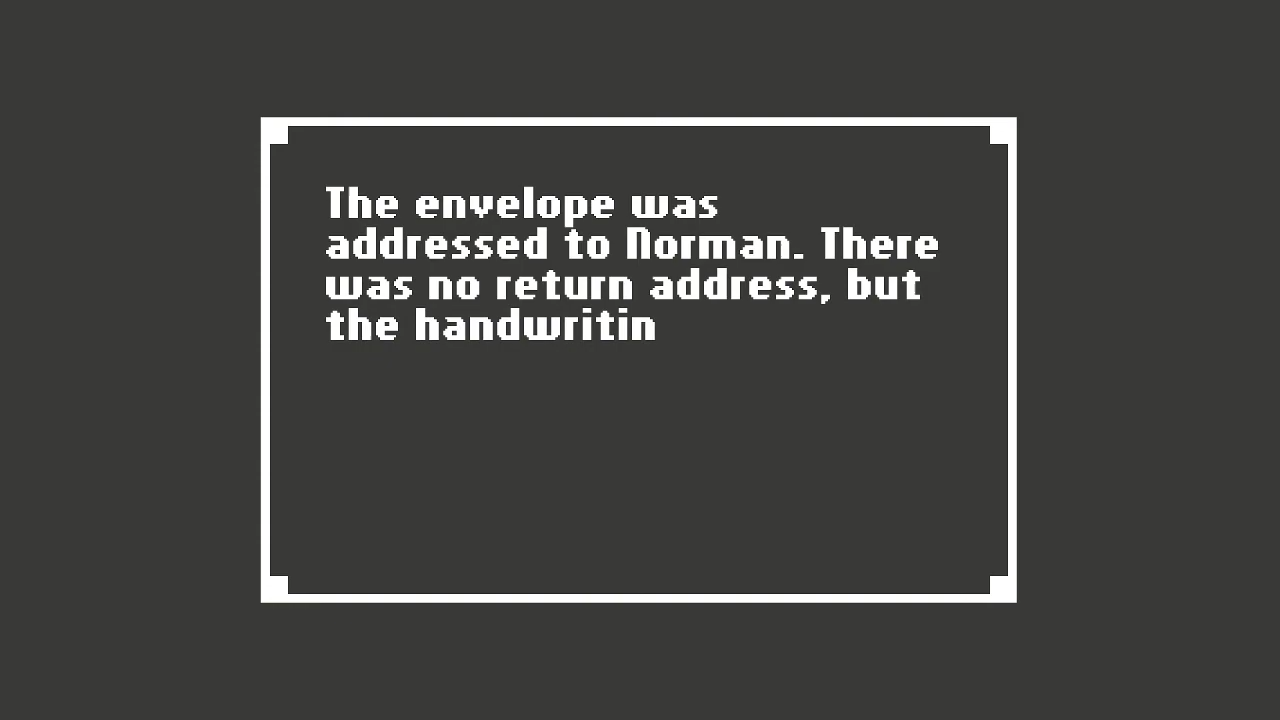 The envelope was
addressed to Norman. There
was no return address, but
the handwritin